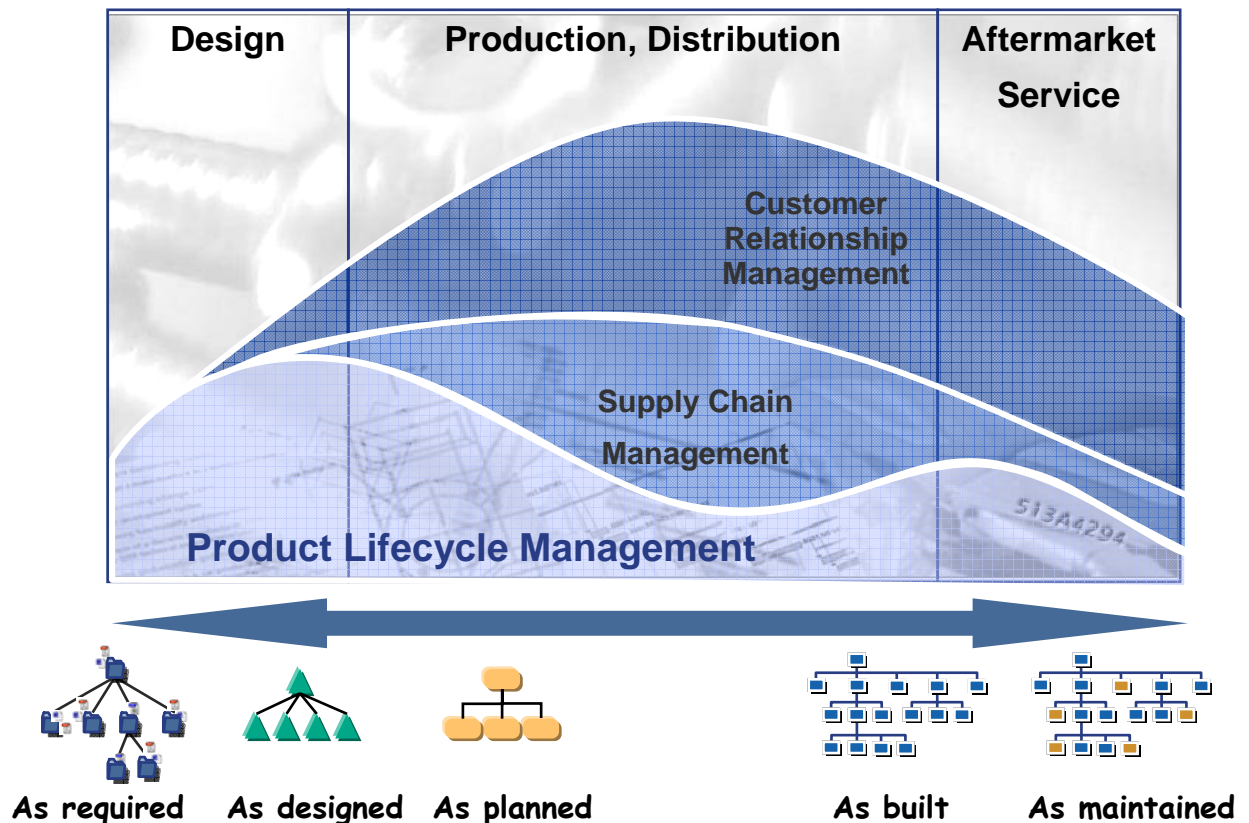 Design
Production, Distribution
Aftermarket
Service
Customer
Relationship
Management
Supply Chain
Management
Product Lifecycle Management
513A4294
As required
As designed
As planned
As built
As maintained